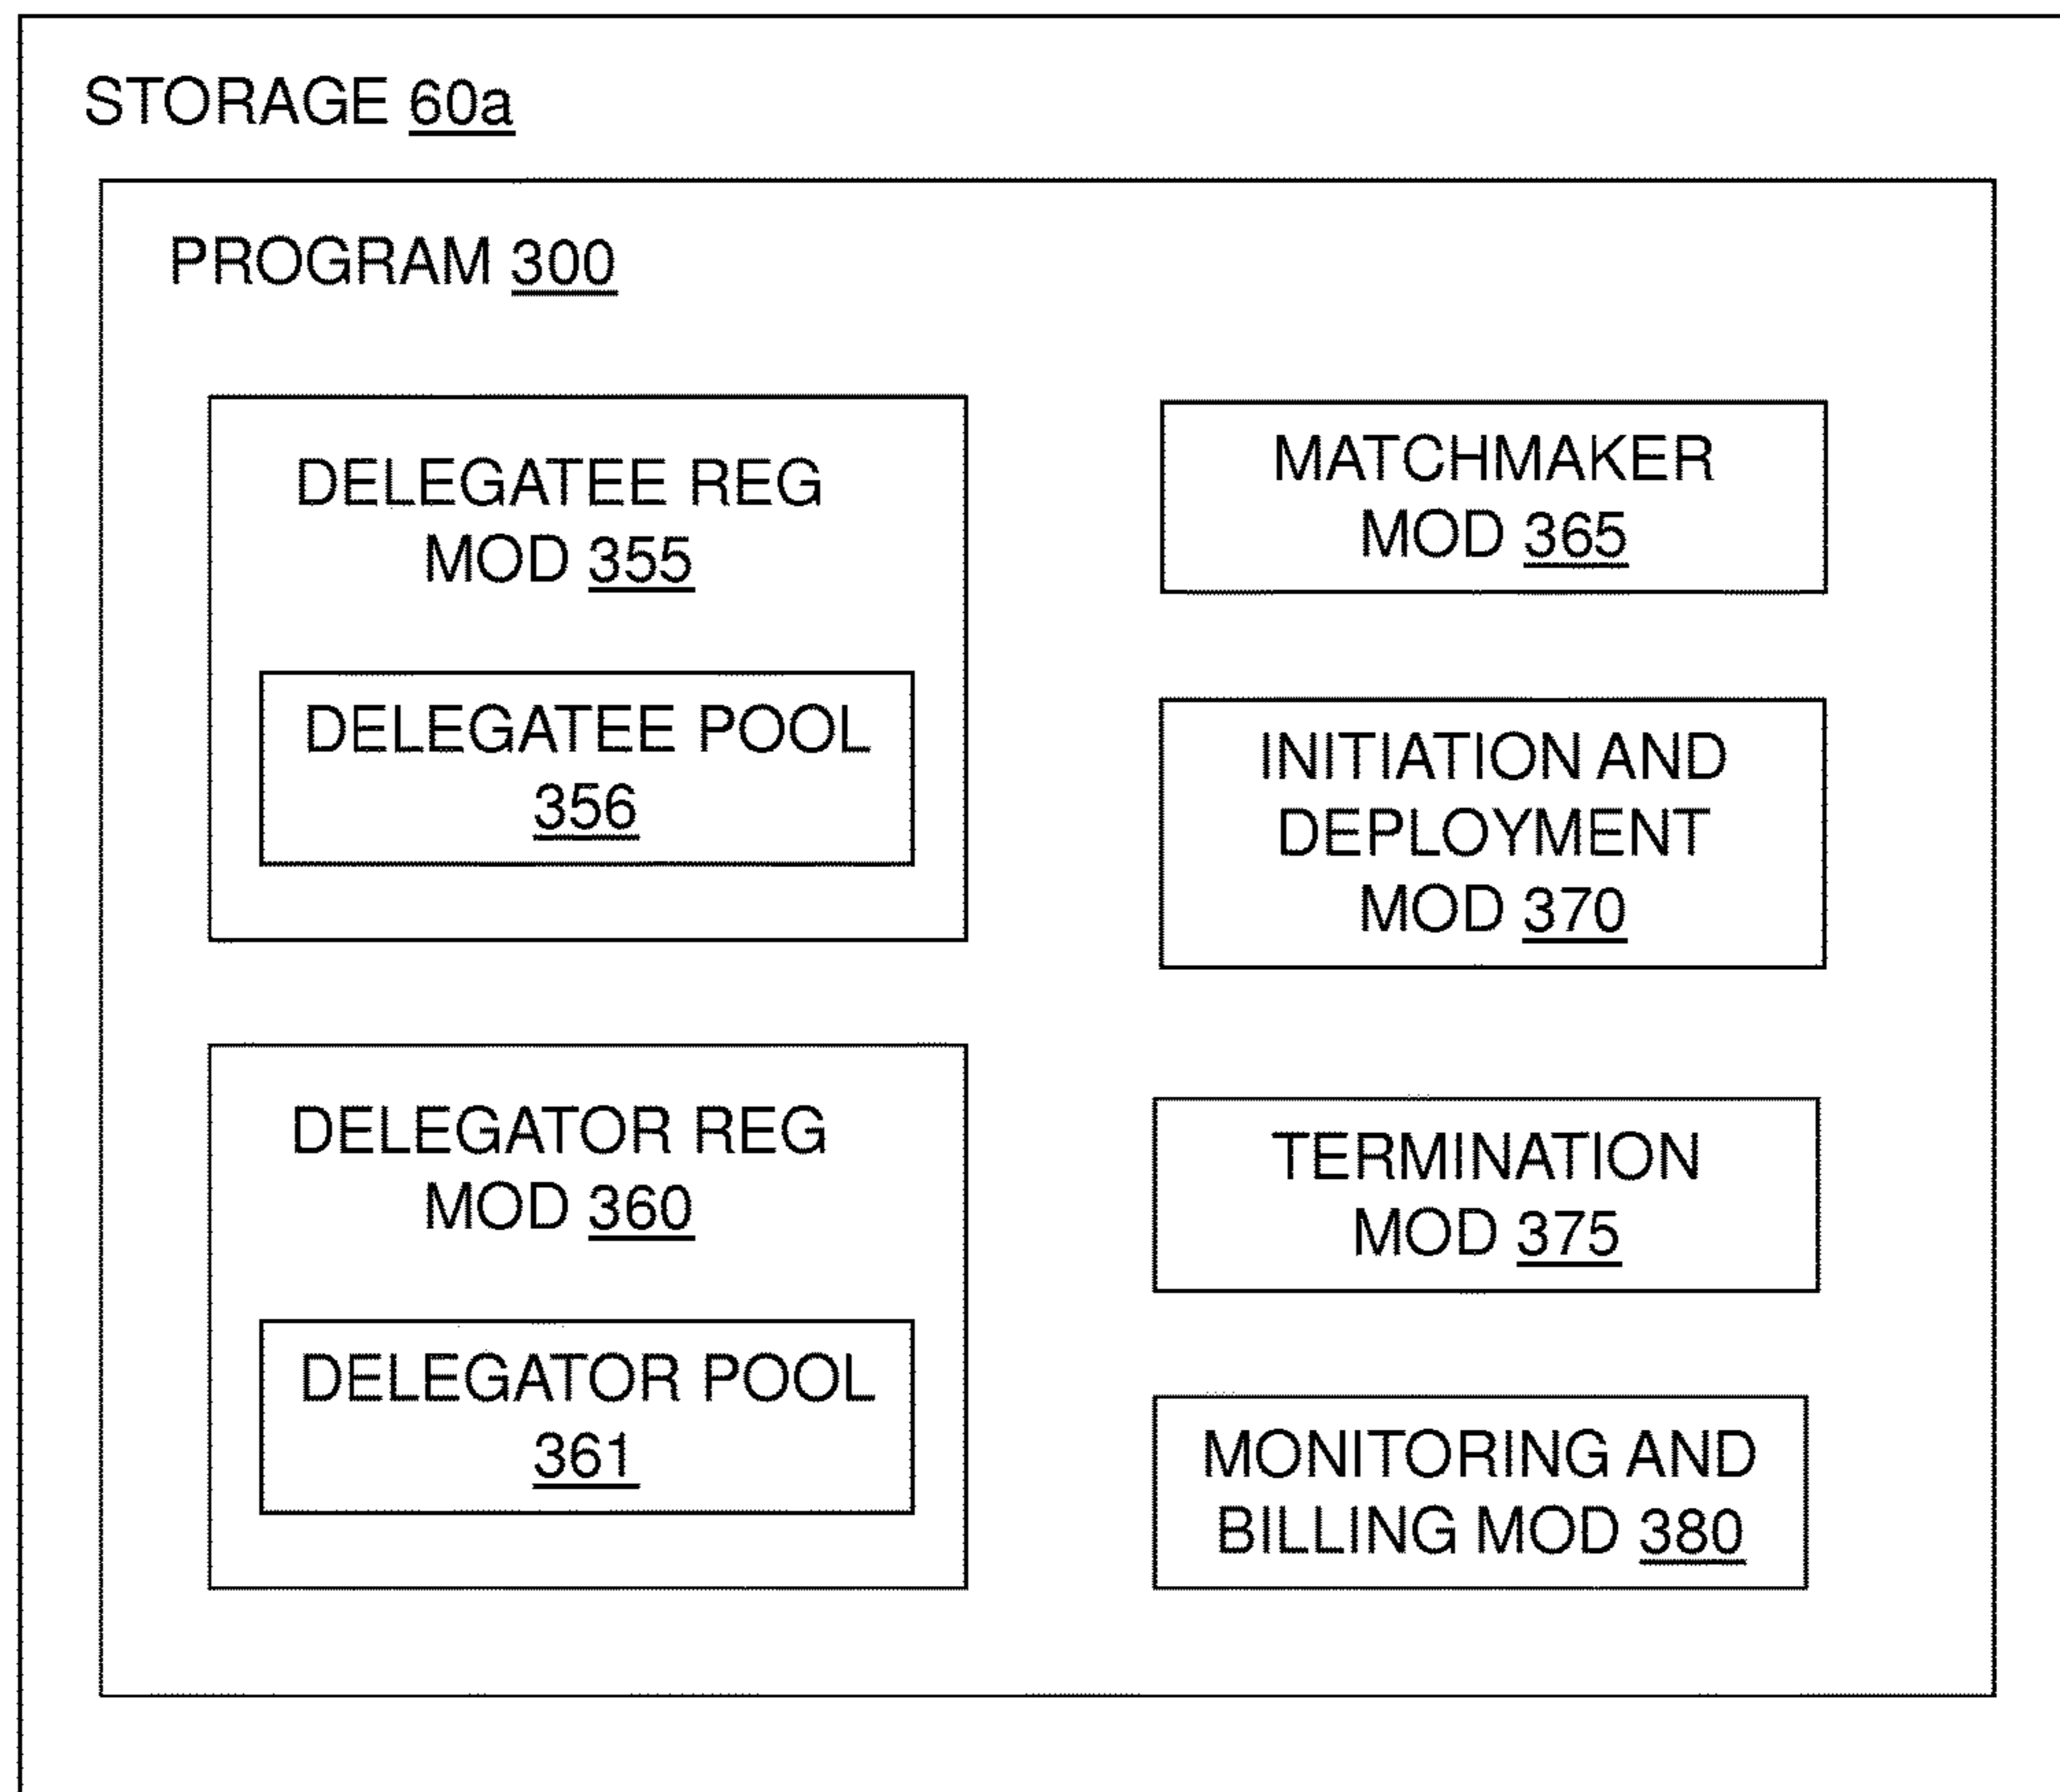 STORAGE 60a
PROGRAM 300
DELEGATEE REG
MOD 355
DELEGATEE POOL
356
DELEGATOR REG
MOD 360
DELEGATOR POOL
361
MATCHMAKER
MOD 365
INITIATION AND
DEPLOYMENT
MOD 370
TERMINATION
MOD 375
MONITORING AND
BILLING MOD 380